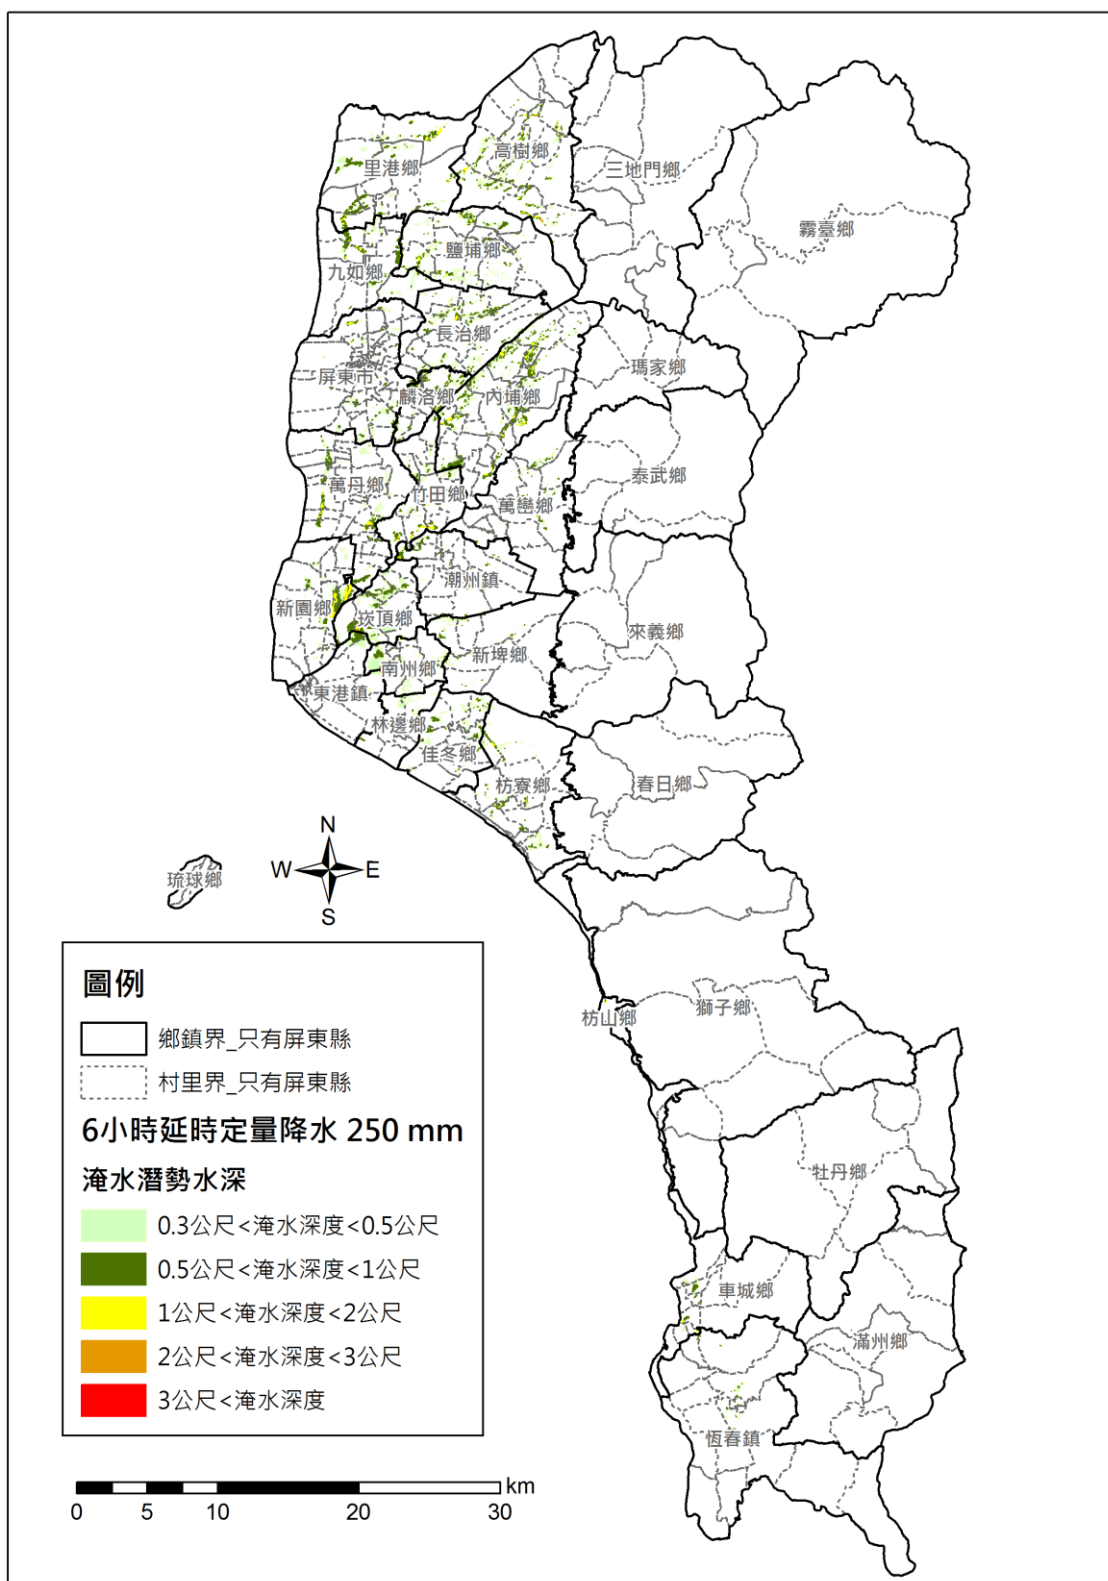 高樹鄉
里港鄉
三地門鄉
霧臺鄉
鹽埔鄉
九如鄉
長治鄉
瑪家鄉
屏東市
麟洛鄉
內埔鄉
泰武鄉
萬丹鄉
竹田鄉
萬巒鄉
潮州鎮
新園鄉
崁頂鄉
來義鄉
新埤鄉
南州鄉
東港鎮
林邊鄉
佳冬鄉
枋寮鄉
春日鄉
N
W
E
S
琉球鄉
獅子鄉
枋山鄉
牡丹鄉
車城鄉
滿州鄉
恆春鎮
圖例
鄉鎮界_只有屏東縣
村里界_只有屏東縣
6小時延時定量降水 250 mm
淹水潛勢水深
0.3公尺<淹水深度<0.5公尺
0.5公尺<淹水深度<1公尺
1公尺<淹水深度<2公尺
2公尺<淹水深度<3公尺
3公尺<淹水深度
km
0 5 10 20 30